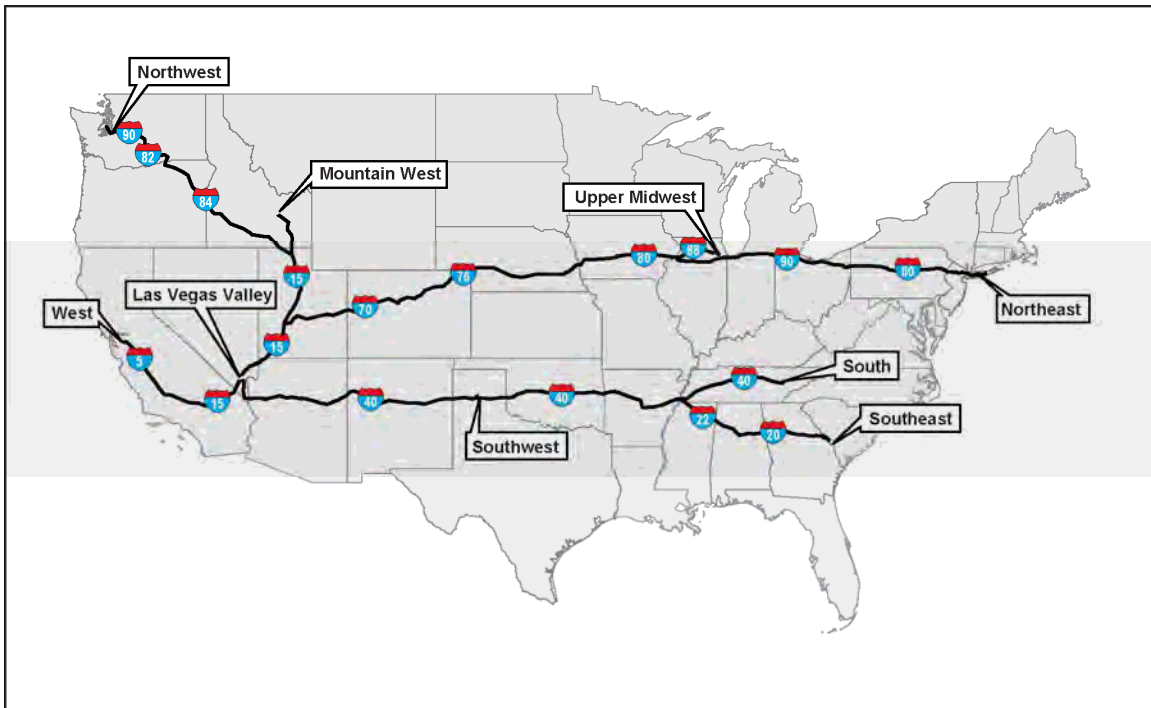 Northwest
90
82
Mountain West
84
Upper Midwest
80
88
90
80
15
76
Las Vegas Valley
70
Northeast
West
5
15
South
15
40
40
40
Southeast
22
20
Southwest